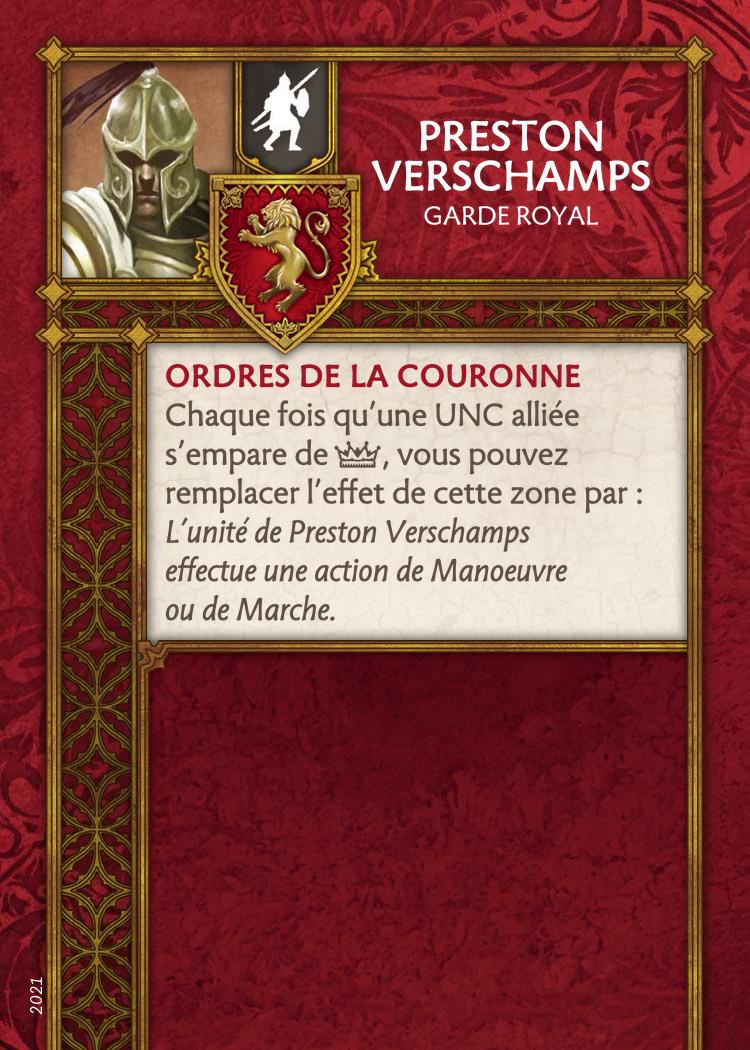 PRESTON
VERSCHAMPS
GARDE ROYAL
ORDRES DE LA COURONNE
Chaque fois qu’une UNC alliée
s’empare de , vous pouvez
remplacer l’effet de cette zone par :
L’unité de Preston Verschamps
effectue une action de Manoeuvre
ou de Marche.
2021